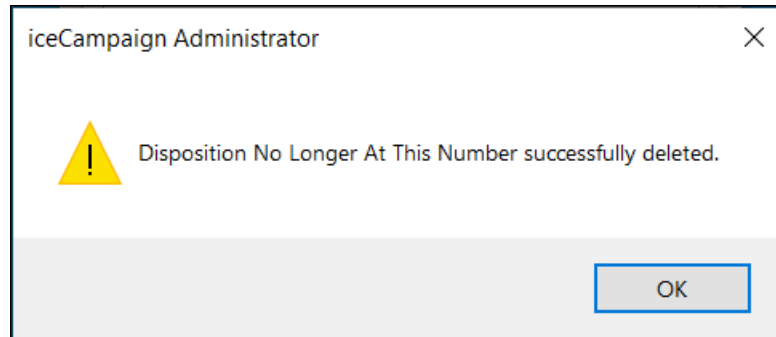 iceCampaign Administrator
Disposition No Longer At This Number successfully deleted.
OK